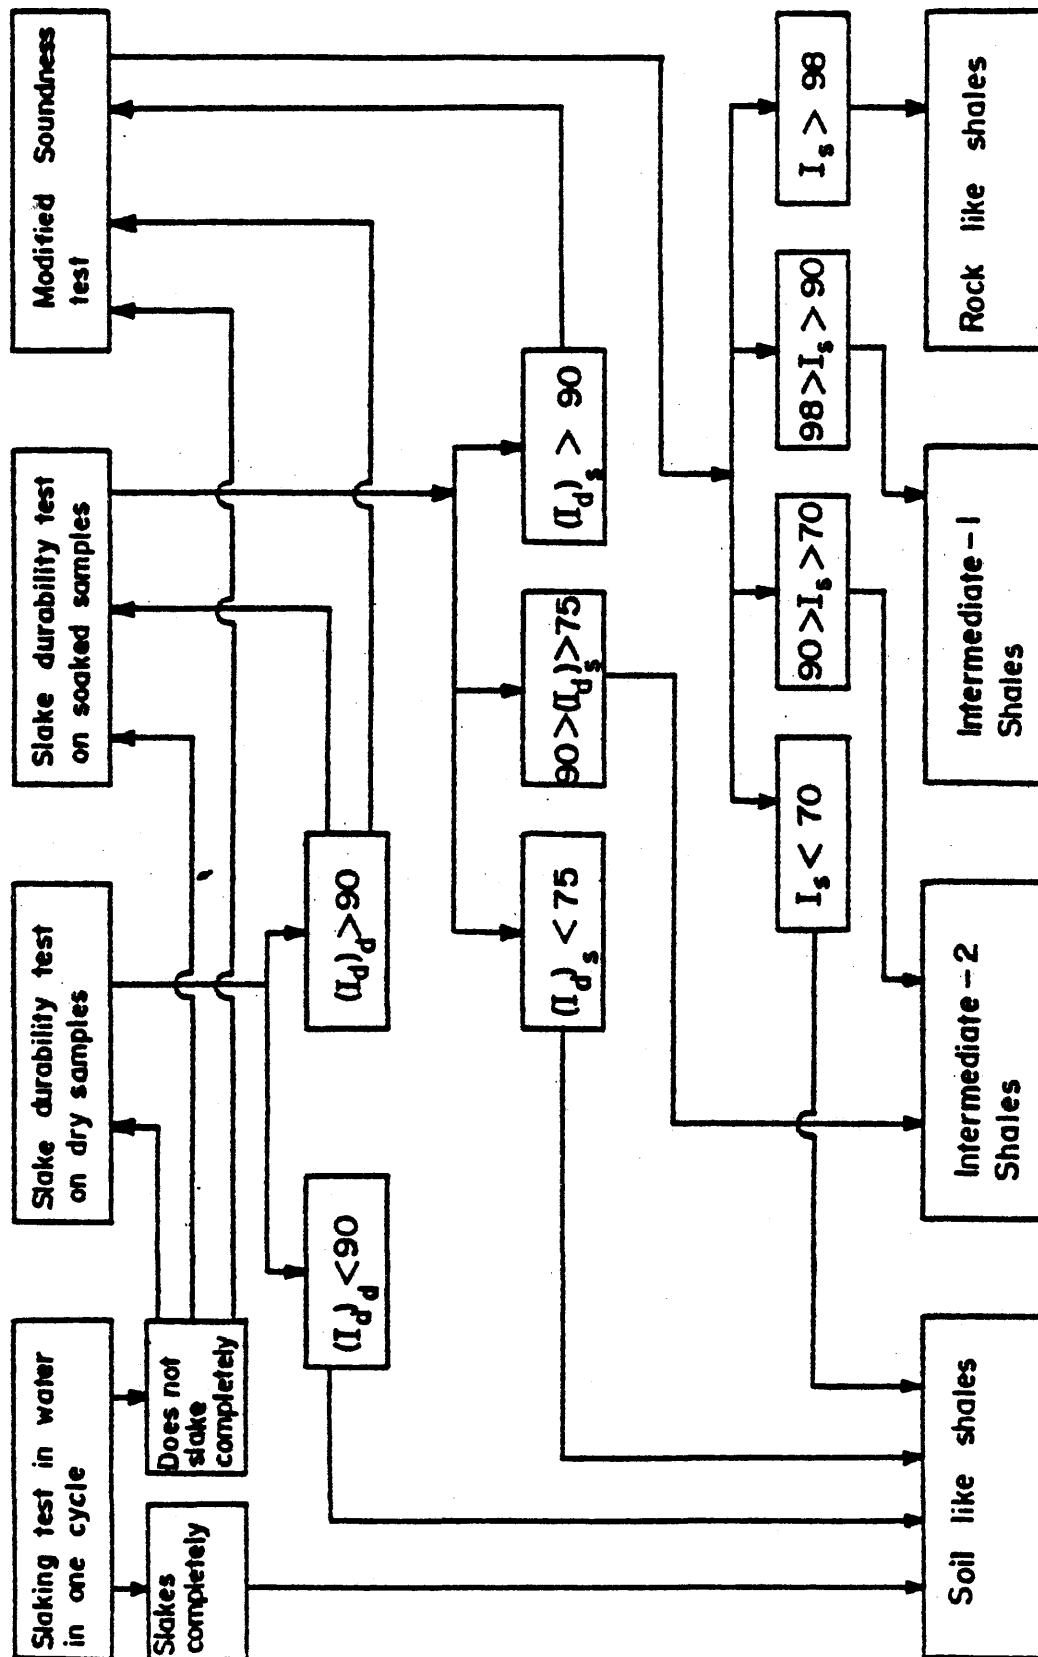 Slaking test in water
in one cycle
Slake durability test
on dry samples
Slake durability test
on soaked samples
Modified Soundness
test
Slakes
completely
Does not
slake
completely
(I_d)_d < 90
(I_d)_d > 90
(I_d)_s < 75
90 > (I_d)_s > 75
(I_d)_s > 90
I_s < 70
90 > I_s > 70
98 > I_s > 90
I_s > 98
Soil like shales
Intermediate - 2
Shales
Intermediate - 1
Shales
Rock like shales